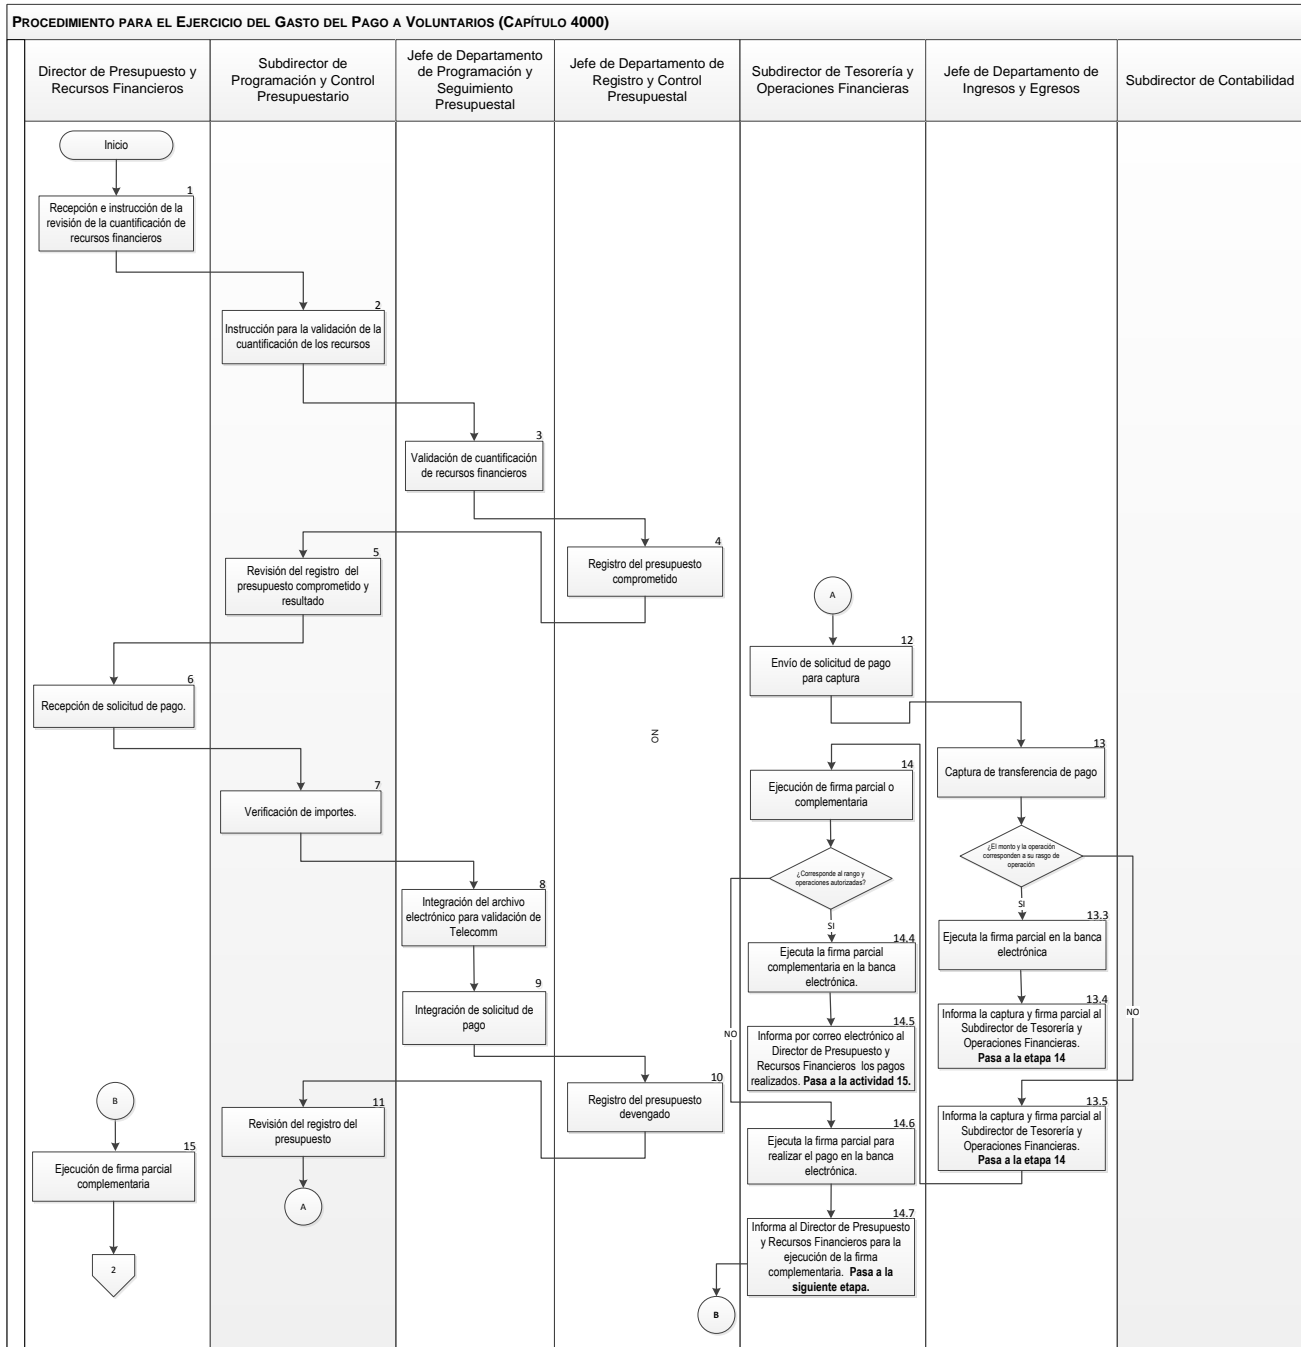 PROCEDIMIENTO PARA EL EJERCICIO DEL GASTO DEL PAGO A VOLUNTARIOS (CAPÍTULO 4000)
Director de Presupuesto y
Recursos Financieros
Subdirector de
Programación y Control
Presupuestario
Jefe de Departamento
de Programación y
Seguimiento
Presupuestal
Jefe de Departamento de
Registro y Control
Presupuestal
Subdirector de Tesorería y
Operaciones Financieras
Jefe de Departamento de
Ingresos y Egresos
Subdirector de Contabilidad
Inicio
1
Recepción e instrucción de la
revisión de la cuantificación de
recursos financieros
2
Instrucción para la validación de la
cuantificación de los recursos
3
Validación de cuantificación
de recursos financieros
4
Registro del presupuesto
comprometido
5
Revisión del registro del
presupuesto comprometido y
resultado
6
Recepción de solicitud de pago.
7
Verificación de importes.
8
Integración del archivo
electrónico para validación de
Telecomm
9
Integración de solicitud de
pago
10
Registro del presupuesto
devengado
11
Revisión del registro del
presupuesto
A
A
12
Envío de solicitud de pago
para captura
NO
13
Captura de transferencia de pago
¿El monto y la operación
corresponden a su rasgo de
operación
SI
13.3
Ejecuta la firma parcial en la banca
electrónica
13.4
Informa la captura y firma parcial al
Subdirector de Tesorería y
Operaciones Financieras.
Pasa a la etapa 14
NO
13.5
Informa la captura y firma parcial al
Subdirector de Tesorería y
Operaciones Financieras.
Pasa a la etapa 14
14
Ejecución de firma parcial o
complementaria
¿Corresponde al rango y
operaciones autorizadas?
SI
14.4
Ejecuta la firma parcial
complementaria en la banca
electrónica.
14.5
Informa por correo electrónico al
Director de Presupuesto y
Recursos Financieros los pagos
realizados. Pasa a la actividad 15.
NO
14.6
Ejecuta la firma parcial para
realizar el pago en la banca
electrónica.
14.7
Informa al Director de Presupuesto
y Recursos Financieros para la
ejecución de la firma
complementaria. Pasa a la
siguiente etapa.
B
B
15
Ejecución de firma parcial
complementaria
2